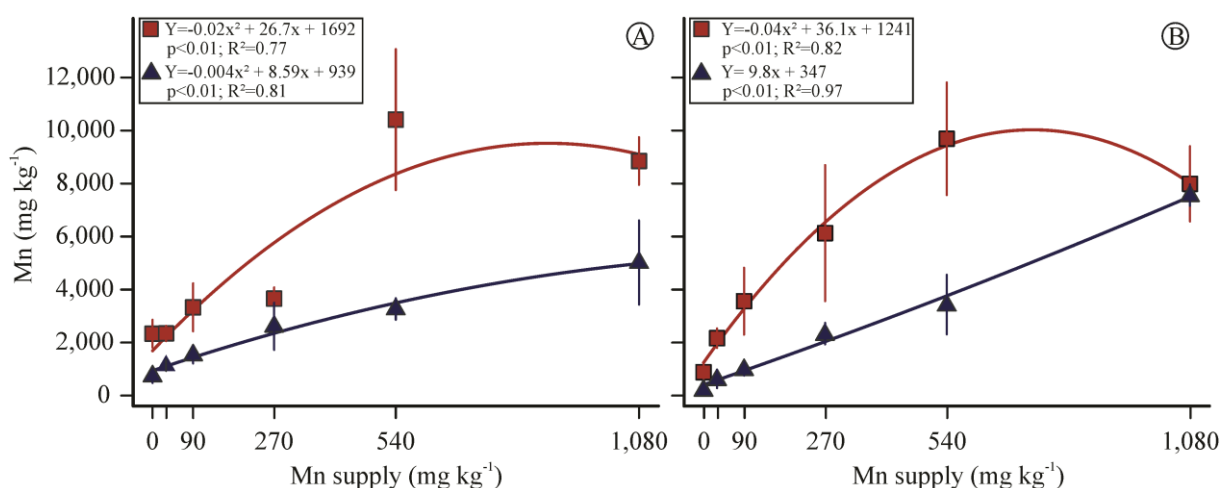 Y=-0.02x² + 26.7x + 1692
p<0.01; R²=0.77
Y=-0.004x² + 8.59x + 939
p<0.01; R²=0.81
A
Y=-0.04x² + 36.1x + 1241
p<0.01; R²=0.82
Y= 9.8x + 347
p<0.01; R²=0.97
B
Mn (mg kg⁻¹)
12,000
10,000
8,000
6,000
4,000
2,000
0
0 90 270 540 1,080
Mn supply (mg kg⁻¹)
0 90 270 540 1,080
Mn supply (mg kg⁻¹)